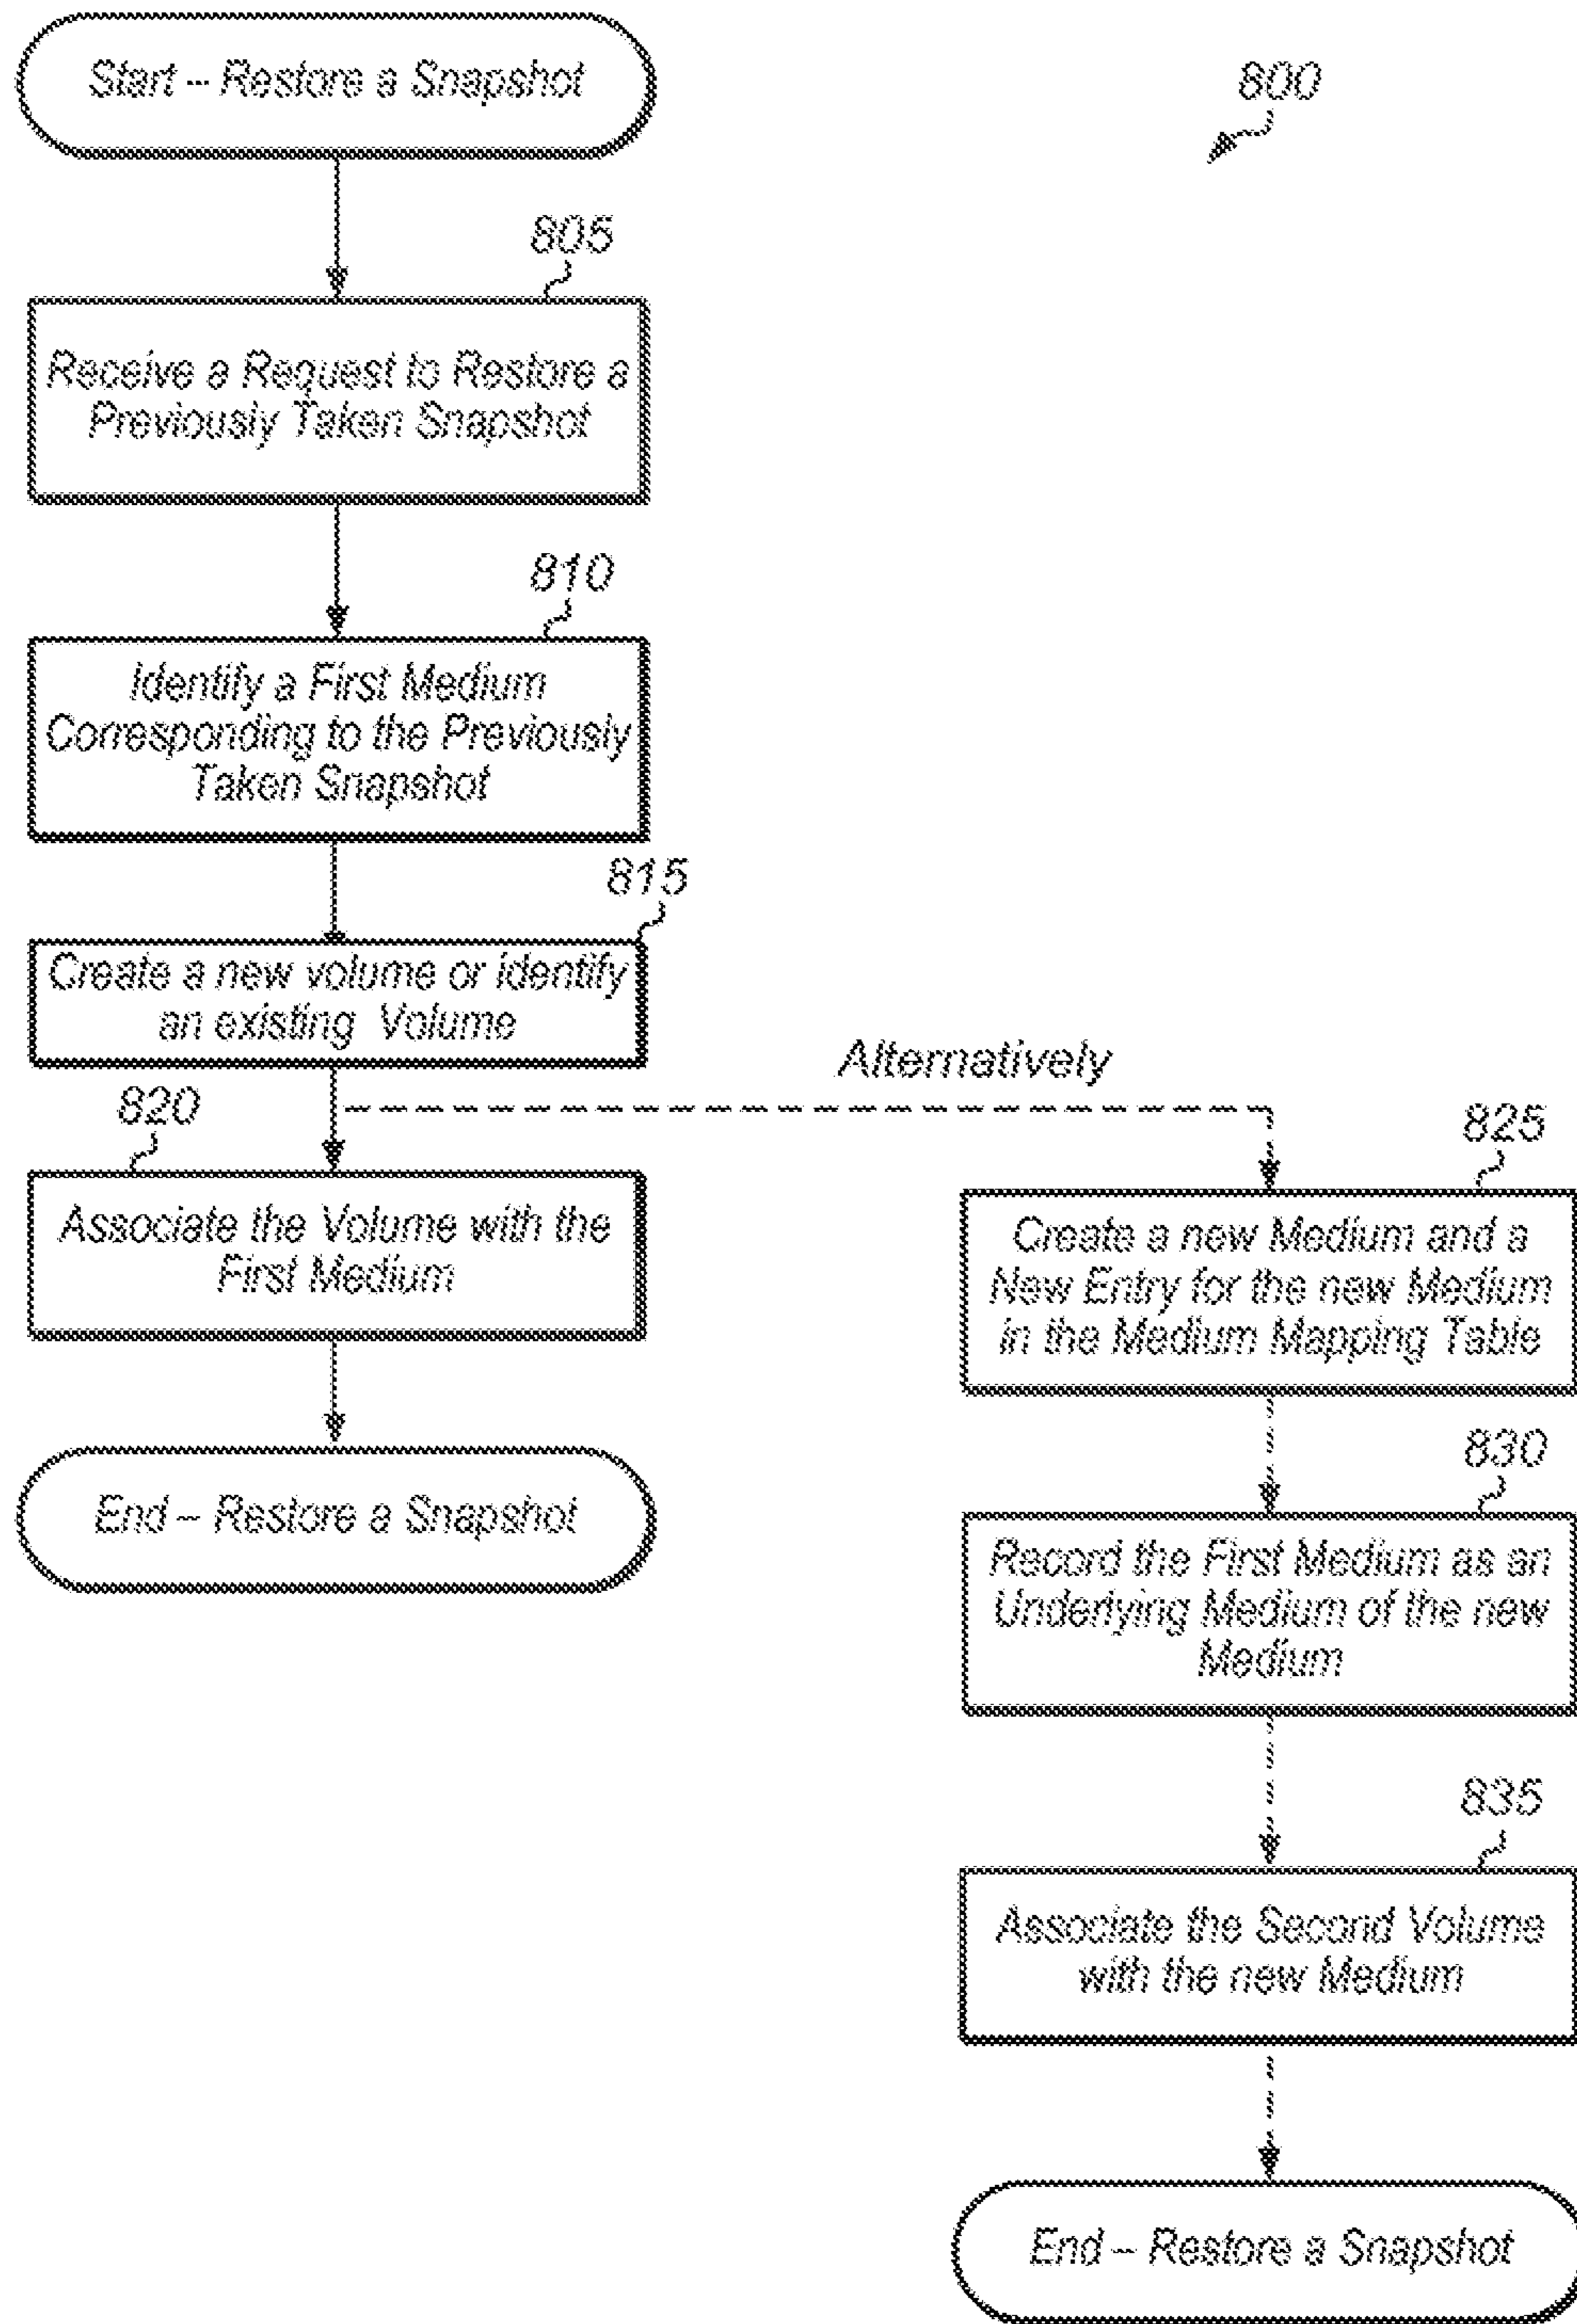 Start – Restore a Snapshot
800
805
Receive a Request to Restore a
Previously Taken Snapshot
810
Identify a First Medium
Corresponding to the Previously
Taken Snapshot
815
Create a new volume or identify
an existing Volume
Alternatively
820
Associate the Volume with the
First Medium
End – Restore a Snapshot
825
Create a new Medium and a
New Entry for the new Medium
in the Medium Mapping Table
830
Record the First Medium as an
Underlying Medium of the new
Medium
835
Associate the Second Volume
with the new Medium
End – Restore a Snapshot